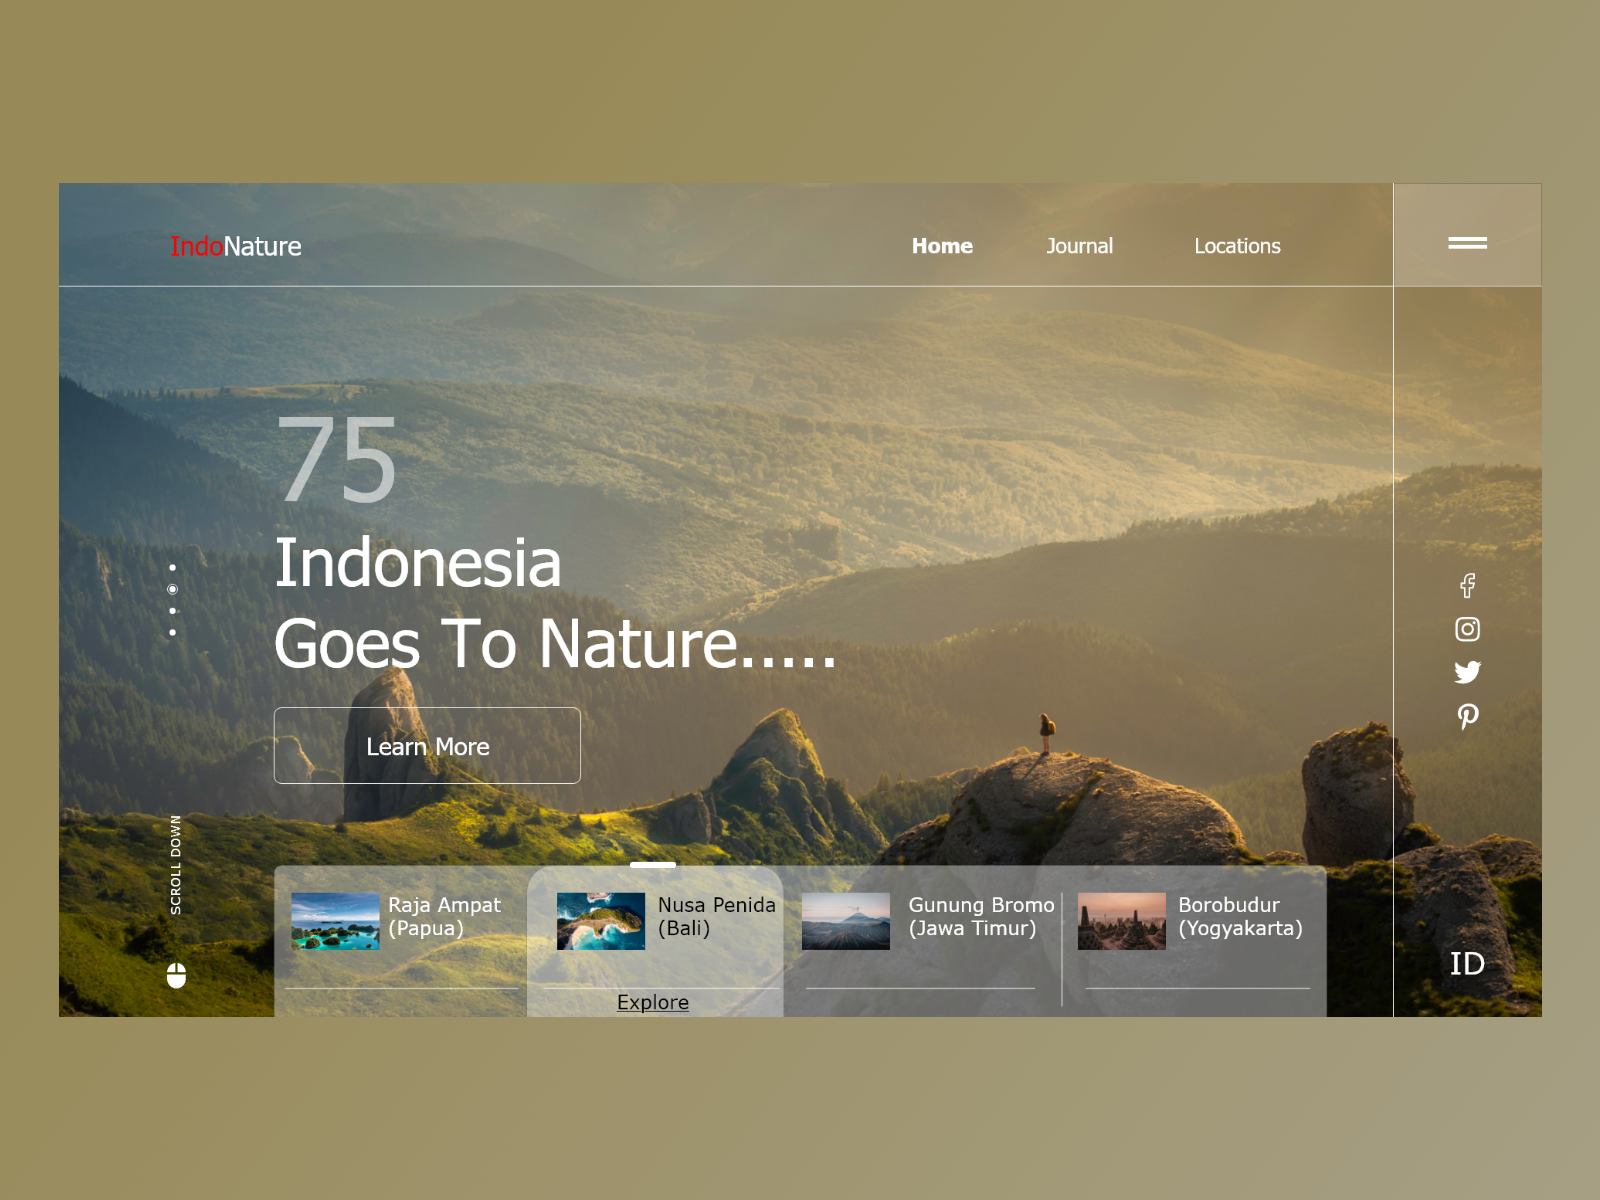 IndoNature
Home
Journal
Locations
75
Indonesia
Goes To Nature.....
Learn More
SCROLL DOWN
Raja Ampat
(Papua)
Nusa Penida
(Bali)
Explore
Gunung Bromo
(Jawa Timur)
Borobudur
(Yogyakarta)
ID